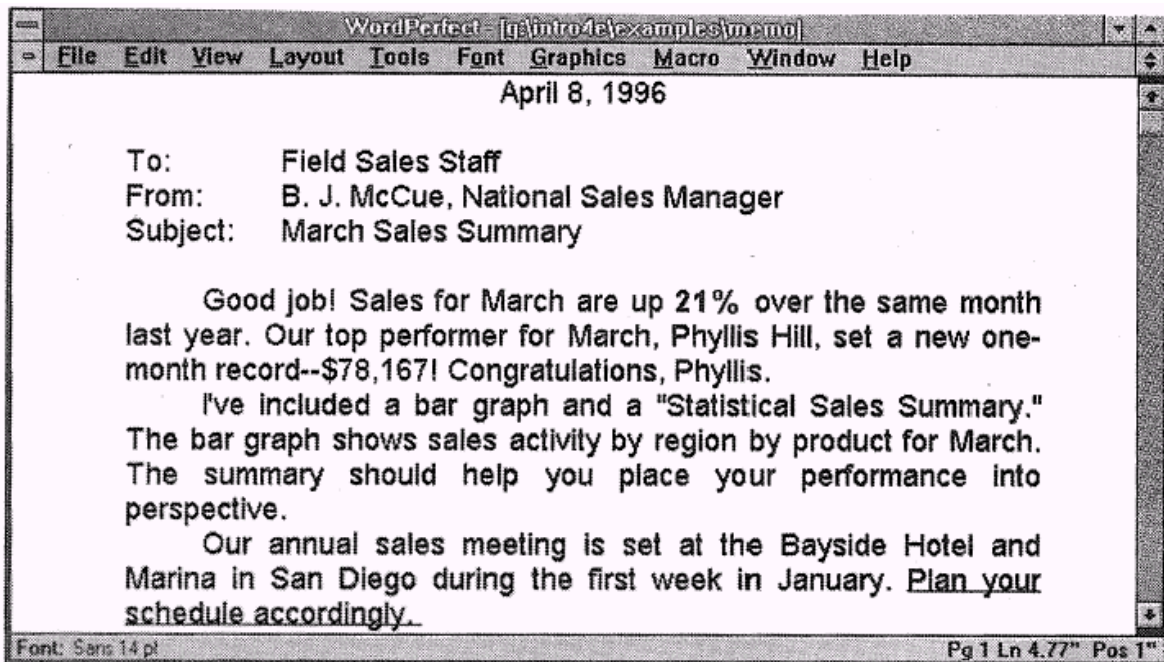 WordPerfect - [g:\intro4e\examples\memo]
File Edit View Layout Tools Font Graphics Macro Window Help
April 8, 1996
To: Field Sales Staff
From: B. J. McCue, National Sales Manager
Subject: March Sales Summary
Good job! Sales for March are up 21% over the same month
last year. Our top performer for March, Phyllis Hill, set a new one-
month record--$78,167! Congratulations, Phyllis.
I've included a bar graph and a "Statistical Sales Summary."
The bar graph shows sales activity by region by product for March.
The summary should help you place your performance into
perspective.
Our annual sales meeting is set at the Bayside Hotel and
Marina in San Diego during the first week in January. Plan your
schedule accordingly.
Font: Sans 14 pt Pg 1 Ln 4.77" Pos 1"